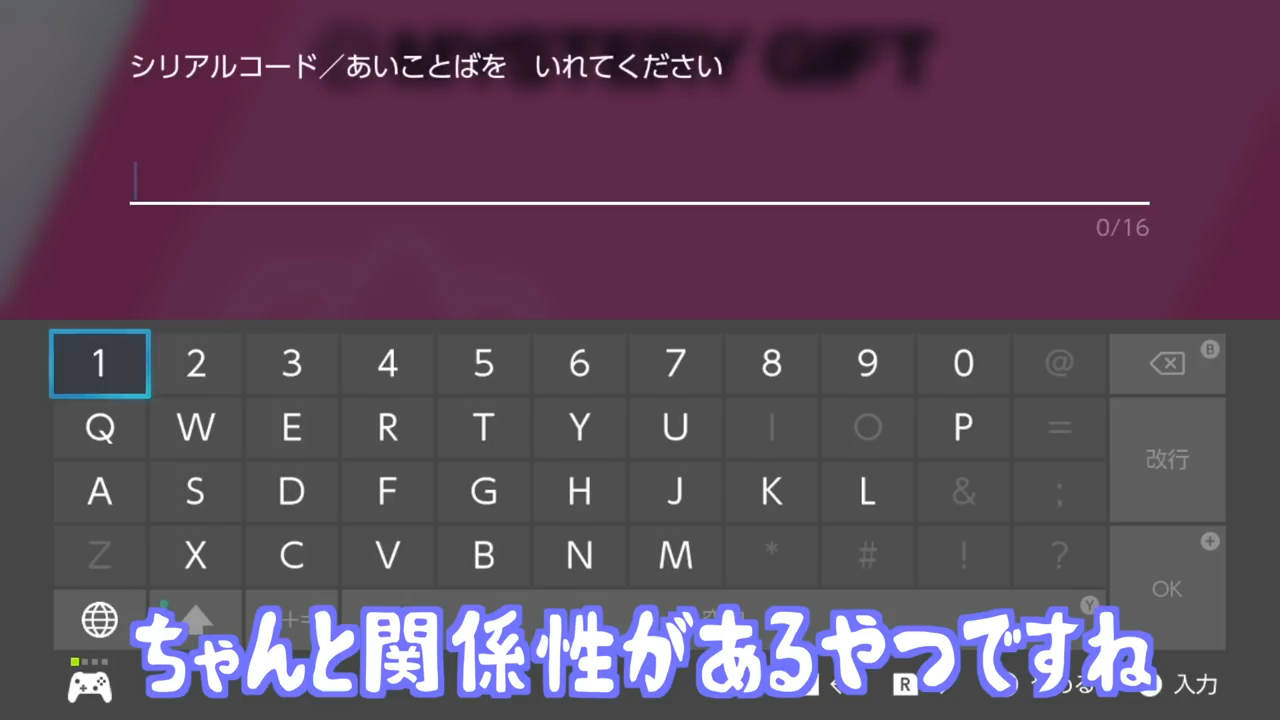 MYSTERY GIFT
シリアルコード／あいことばを　いれてください
0/16
1 2 3 4 5 6 7 8 9 0 @ B
Q W E R T Y U I O P = 改行
A S D F G H J K L & ;
Z X C V B N M * # ! ? +
OK
Y
ちゃんと関係性があるやつですね
R 入力